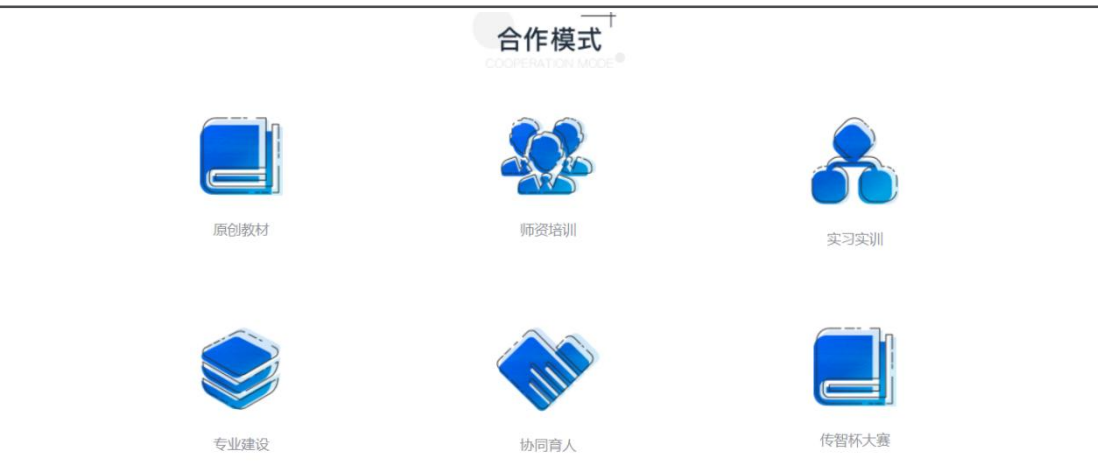 合作模式
COOPERATION MODE
原创教材
师资培训
实习实训
专业建设
协同育人
传智杯大赛